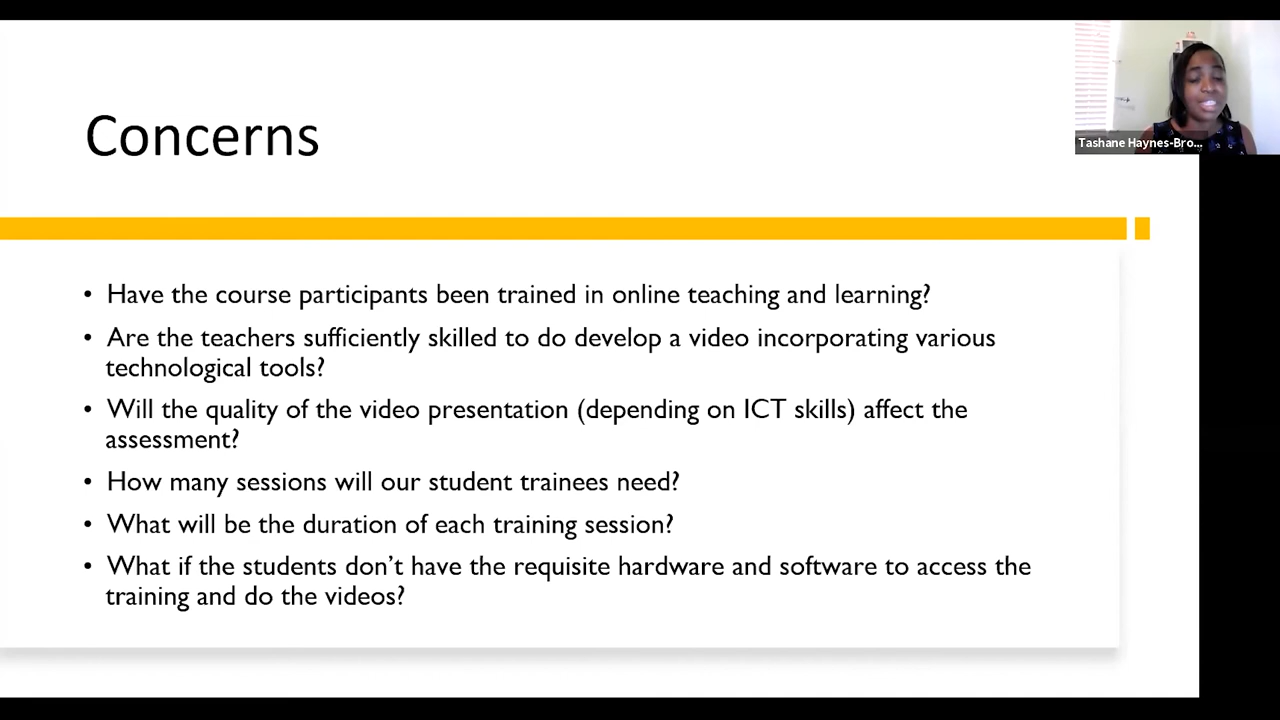 Concerns
Tashane Haynes-Bro...
• Have the course participants been trained in online teaching and learning?
• Are the teachers sufficiently skilled to do develop a video incorporating various
technological tools?
• Will the quality of the video presentation (depending on ICT skills) affect the
assessment?
• How many sessions will our student trainees need?
• What will be the duration of each training session?
• What if the students don’t have the requisite hardware and software to access the
training and do the videos?